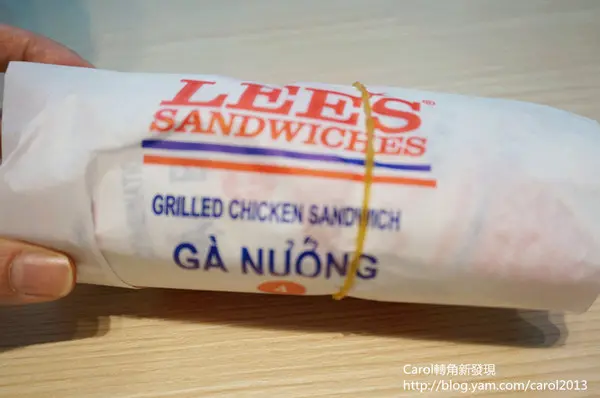 LEE'S®
SANDWICHES
GRILLED CHICKEN SANDWICH
GÀ NƯỚNG
A
Carol轉角新發現
http://blog.yam.com/carol2013